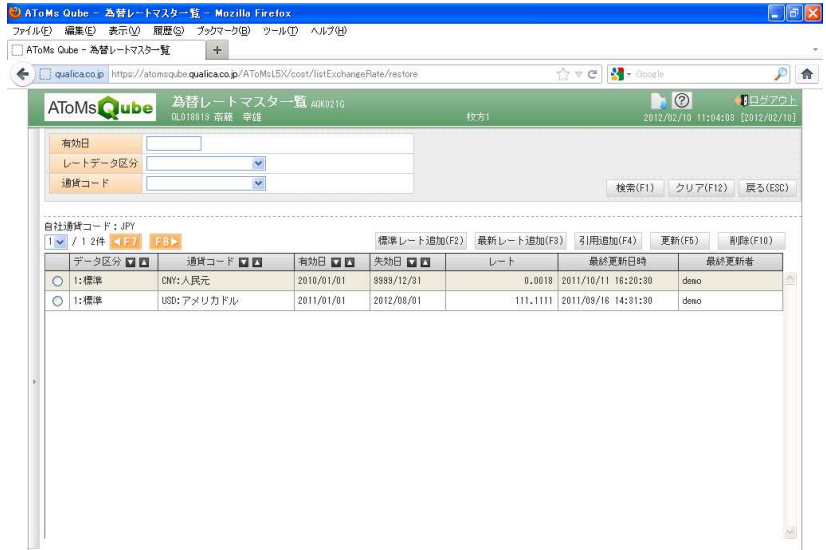 AToMs Qube - 為替レートマスター覧 - Mozilla Firefox
ファイル(F) 編集(E) 表示(V) 履歴(S) ブックマーク(B) ツール(T) ヘルプ(H)
AToMs Qube - 為替レートマスター覧 +
qualica.co.jp https://atomsqube.qualica.co.jp/AToMsL5X/cost/listExchangeRate/restore Google
AToMs Qube 為替レートマスター覧 AOK021G ログアウト
OL018819 斎藤 幸雄 枚方1 2012/02/10 11:04:03 [2012/02/10]
有効日
レートデータ区分
通貨コード 検索(F1) クリア(F12) 戻る(ESC)
自社通貨コード:JPY
1 / 1 2件 ◀F7 F8▶ 標準レート追加(F2) 最新レート追加(F3) 引用追加(F4) 更新(F5) 削除(F10)
データ区分 ▼ ▲ 通貨コード ▼ ▲ 有効日 ▼ ▲ 失効日 ▼ ▲ レート 最終更新日時 最終更新者
1:標準 CNY:人民元 2010/01/01 9999/12/31 0.0018 2011/10/11 16:20:30 demo
1:標準 USD:アメリカドル 2011/01/01 2012/08/01 111.1111 2011/09/16 14:31:30 demo